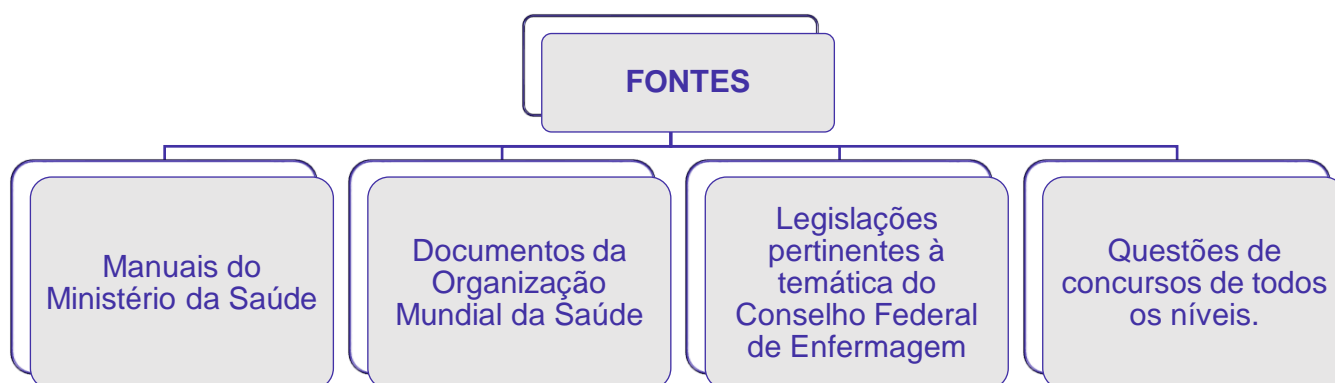 FONTES
Manuais do
Ministério da Saúde
Documentos da
Organização
Mundial da Saúde
Legislações
pertinentes à
temática do
Conselho Federal
de Enfermagem
Questões de
concursos de todos
os níveis.